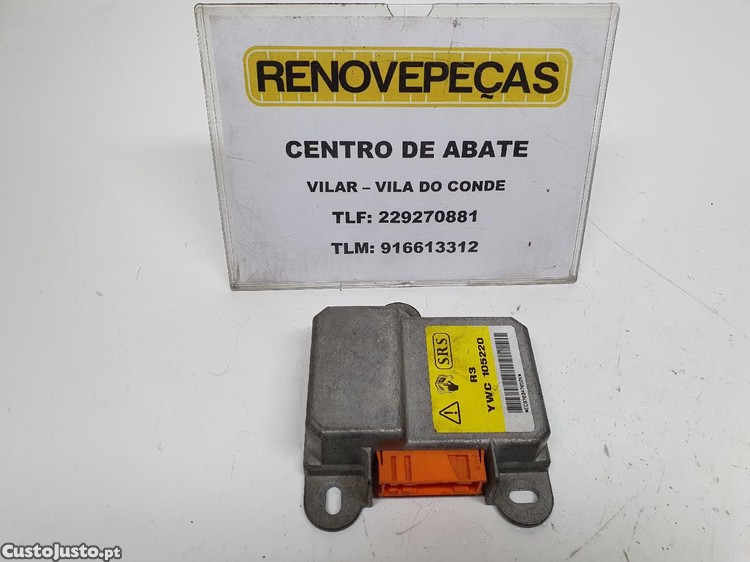 RENOVEPEÇAS
CENTRO DE ABATE
VILAR – VILA DO CONDE
TLF: 229270881
TLM: 916613312
SRS
R3
YWC 105220
CustoJusto.pt